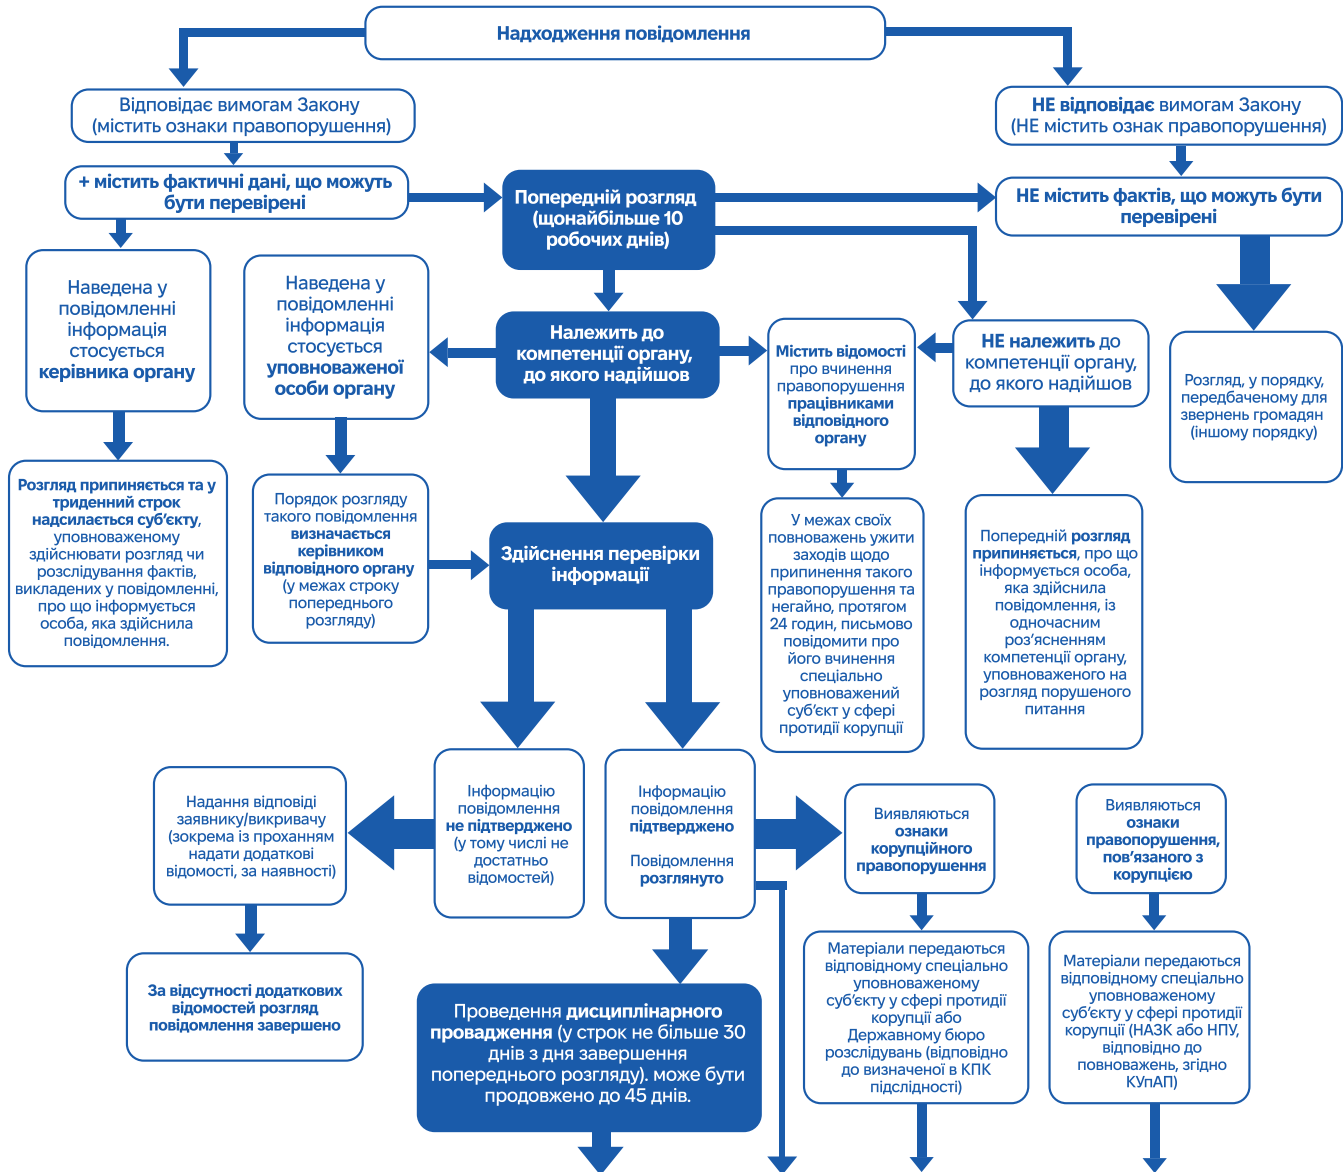 Надходження повідомлення
Відповідає вимогам Закону
(містить ознаки правопорушення)
НЕ відповідає вимогам Закону
(НЕ містить ознак правопорушення)
+ містить фактичні дані, що можуть
бути перевірені
Попередній розгляд
(щонайбільше 10
робочих днів)
НЕ містить фактів, що можуть бути
перевірені
Наведена у
повідомленні
інформація
стосується
керівника органу
Наведена у
повідомленні
інформація
стосується
уповноваженої
особи органу
Належить до
компетенції органу,
до якого надійшов
Містить відомості
про вчинення
правопорушення
працівниками
відповідного
органу
НЕ належить до
компетенції органу,
до якого надійшов
Розгляд, у порядку,
передбаченому для
звернень громадян
(іншому порядку)
Розгляд припиняється та у
триденний строк
надсилається суб’єкту,
уповноваженому
здійснювати розгляд чи
розслідування фактів,
викладених у повідомленні,
про що інформується
особа, яка здійснила
повідомлення.
Порядок розгляду
такого повідомлення
визначається
керівником
відповідного органу
(у межах строку
попереднього
розгляду)
Здійснення перевірки
інформації
У межах своїх
повноважень ужити
заходів щодо
припинення такого
правопорушення та
негайно, протягом
24 годин, письмово
повідомити про
його вчинення
спеціально
уповноважений
суб’єкт у сфері
протидії корупції
Попередній розгляд
припиняється, про що
інформується особа,
яка здійснила
повідомлення, із
одночасним
роз’ясненням
компетенції органу,
уповноваженого на
розгляд порушеного
питання
Надання відповіді
заявнику/викривачу
(зокрема із проханням
надати додаткові
відомості, за наявності)
Інформацію
повідомлення
не підтверджено
(у тому числі не
достатньо
відомостей)
Інформацію
повідомлення
підтверджено
Повідомлення
розглянуто
Виявляються
ознаки
корупційного
правопорушення
Виявляються
ознаки
правопорушення,
пов’язаного з
корупцією
За відсутності додаткових
відомостей розгляд
повідомлення завершено
Проведення дисциплінарного
провадження (у строк не більше 30
днів з дня завершення
попереднього розгляду). може бути
продовжено до 45 днів.
Матеріали передаються
відповідному спеціально
уповноваженому
суб’єкту у сфері протидії
корупції або
Державному бюро
розслідувань (відповідно
до визначеної в КПК
підслідності)
Матеріали передаються
відповідному спеціально
уповноваженому
суб’єкту у сфері протидії
корупції (НАЗК або НПУ,
відповідно до
повноважень, згідно
КУпАП)